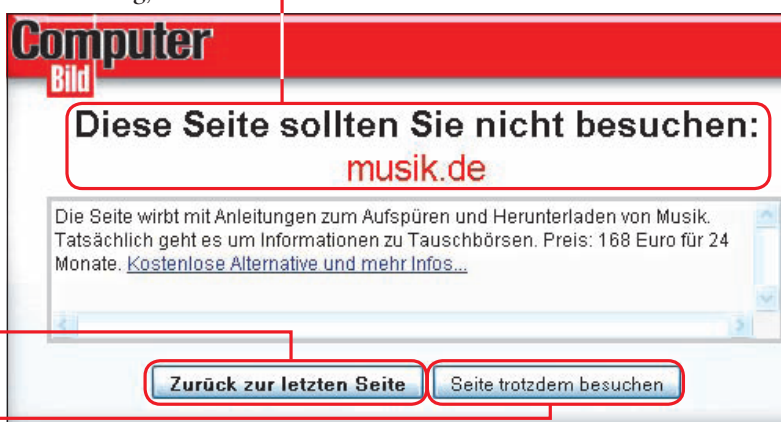 Computer
Bild
Diese Seite sollten Sie nicht besuchen:
musik.de
Die Seite wirbt mit Anleitungen zum Aufspüren und Herunterladen von Musik.
Tatsächlich geht es um Informationen zu Tauschbörsen. Preis: 168 Euro für 24
Monate. Kostenlose Alternative und mehr Infos...
Zurück zur letzten Seite Seite trotzdem besuchen